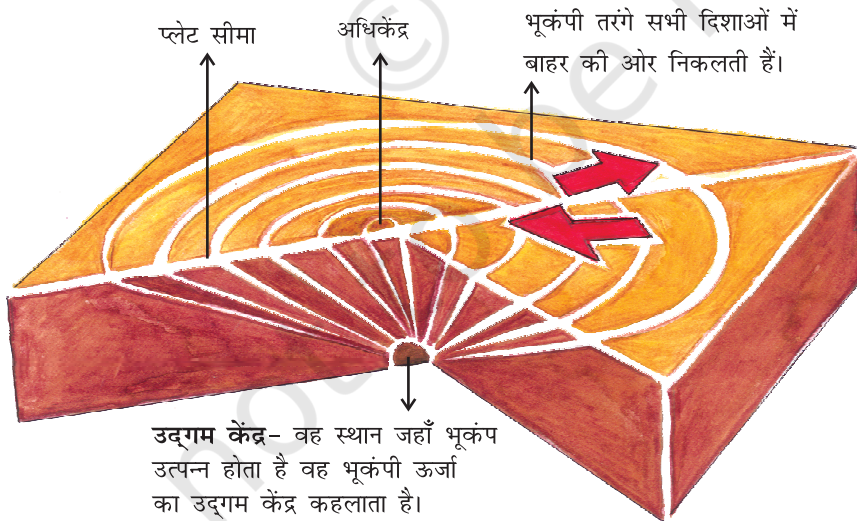 प्लेट सीमा
अधिकेंद्र
भूकंपी तरंगे सभी दिशाओं में
बाहर की ओर निकलती हैं।
उद्‌गम केंद्र– वह स्थान जहाँ भूकंप
उत्पन्न होता है वह भूकंपी ऊर्जा
का उद्‌गम केंद्र कहलाता है।